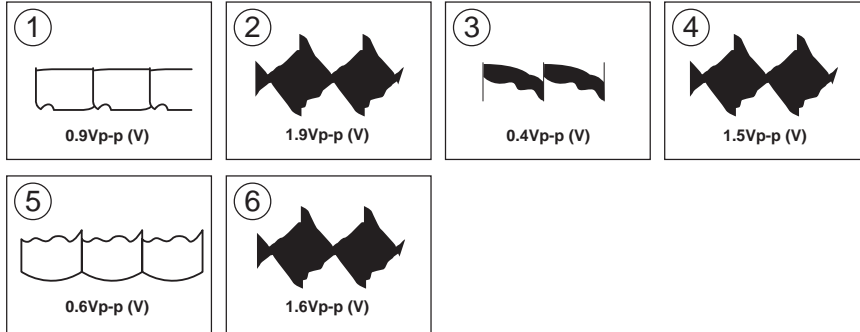 1
0.9Vp-p (V)
2
1.9Vp-p (V)
3
0.4Vp-p (V)
4
1.5Vp-p (V)
5
0.6Vp-p (V)
6
1.6Vp-p (V)